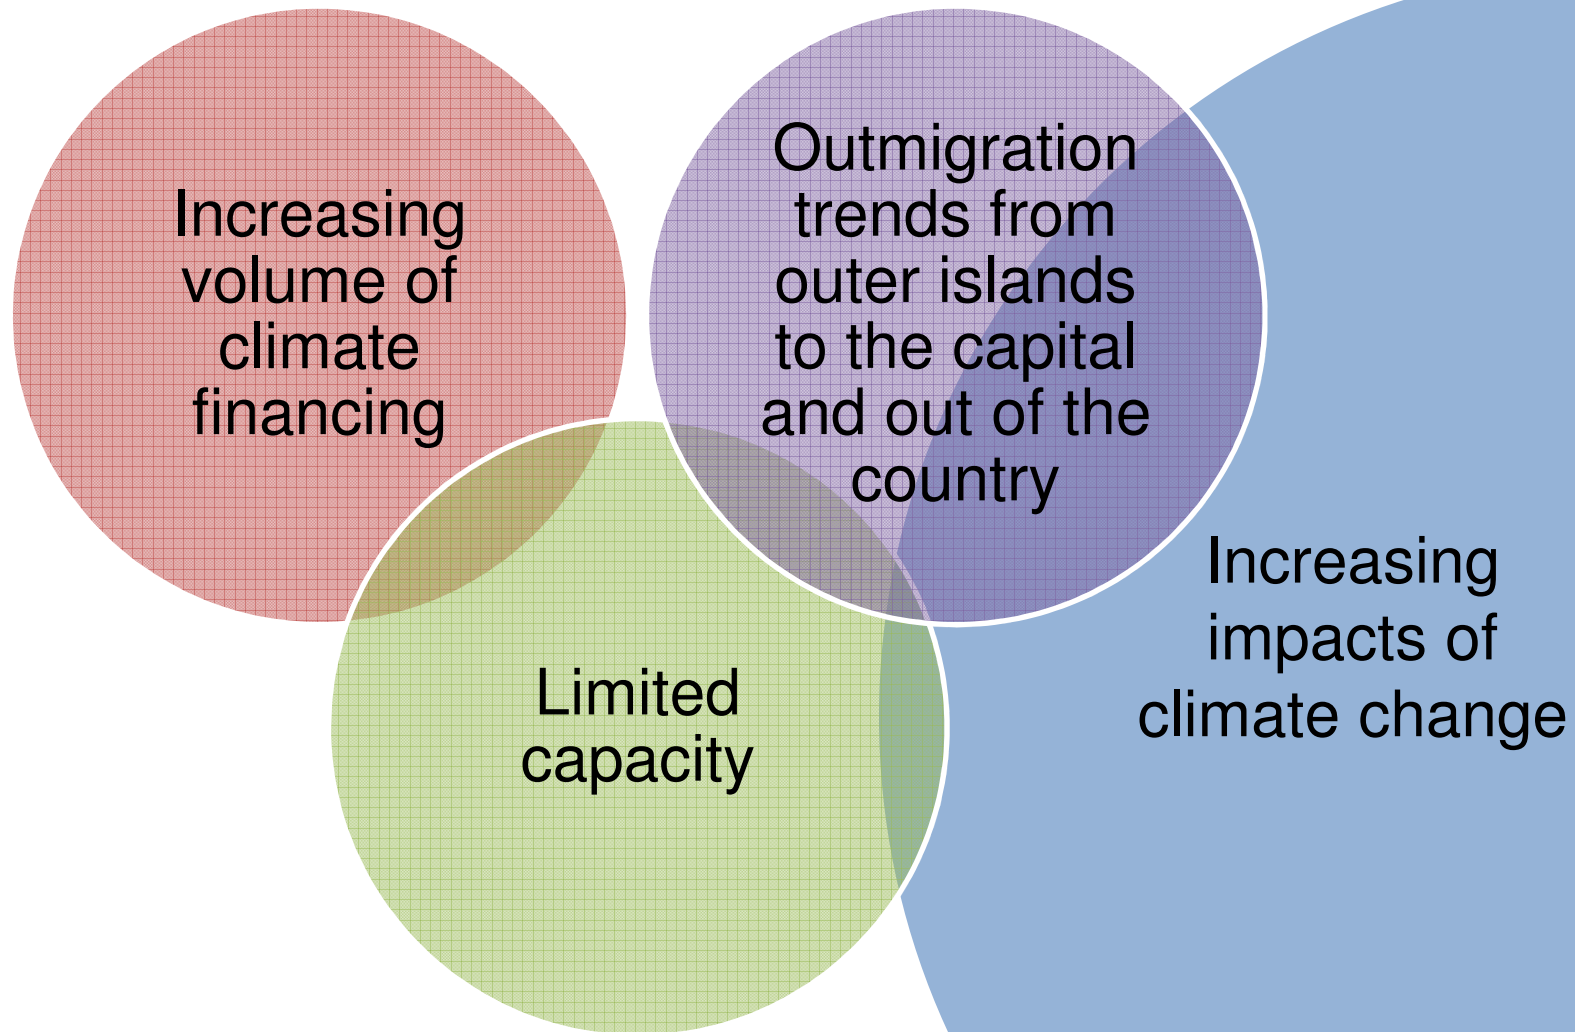 Increasing
volume of
climate
financing
Outmigration
trends from
outer islands
to the capital
and out of the
country
Limited
capacity
Increasing
impacts of
climate change